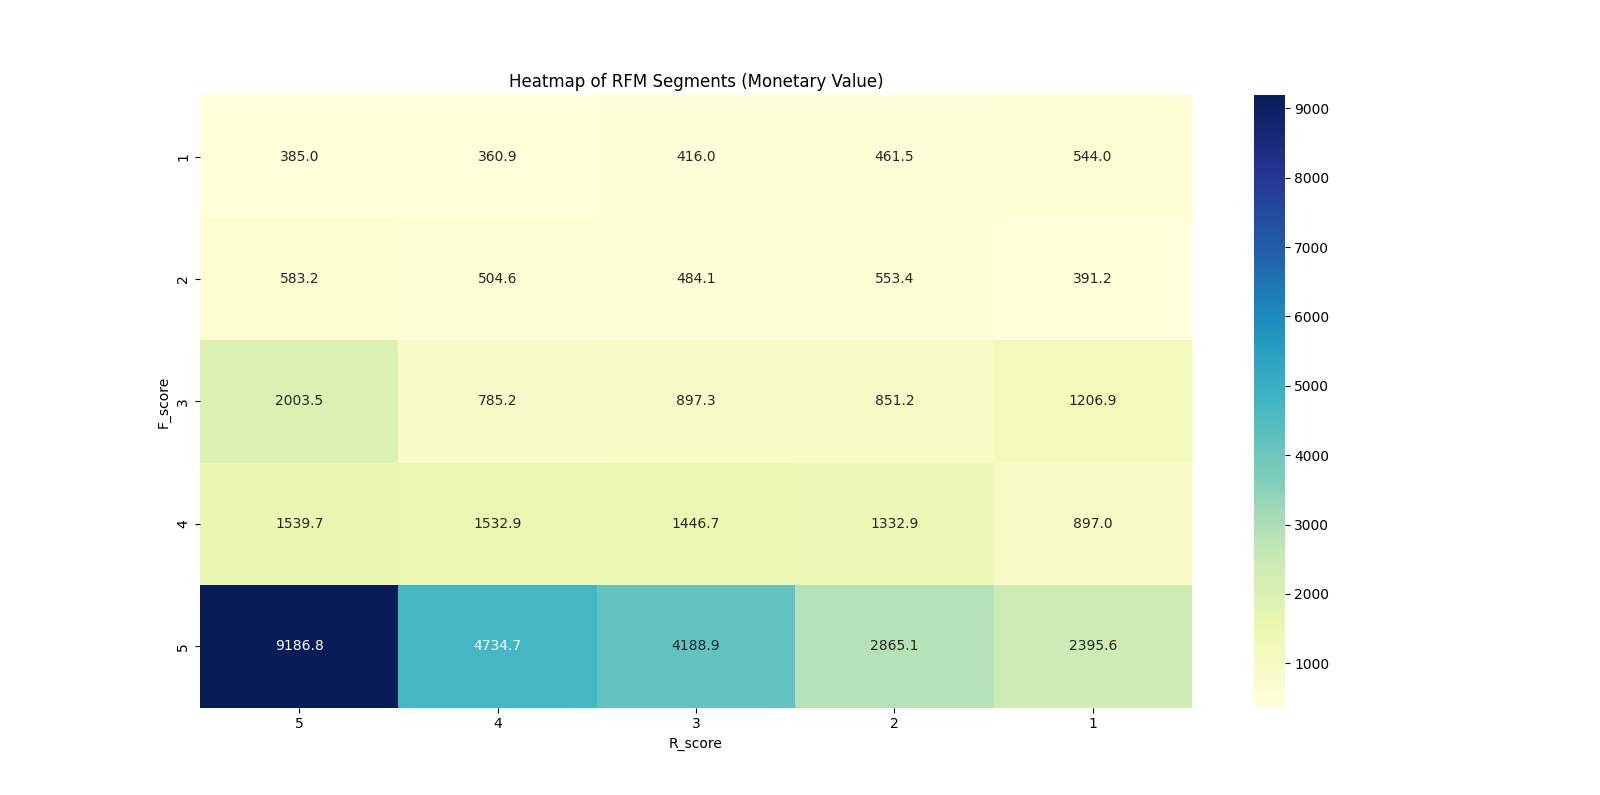 Heatmap of RFM Segments (Monetary Value)
F_score
1 385.0 360.9 416.0 461.5 544.0
2 583.2 504.6 484.1 553.4 391.2
3 2003.5 785.2 897.3 851.2 1206.9
4 1539.7 1532.9 1446.7 1332.9 897.0
5 9186.8 4734.7 4188.9 2865.1 2395.6
5 4 3 2 1
R_score
9000
8000
7000
6000
5000
4000
3000
2000
1000